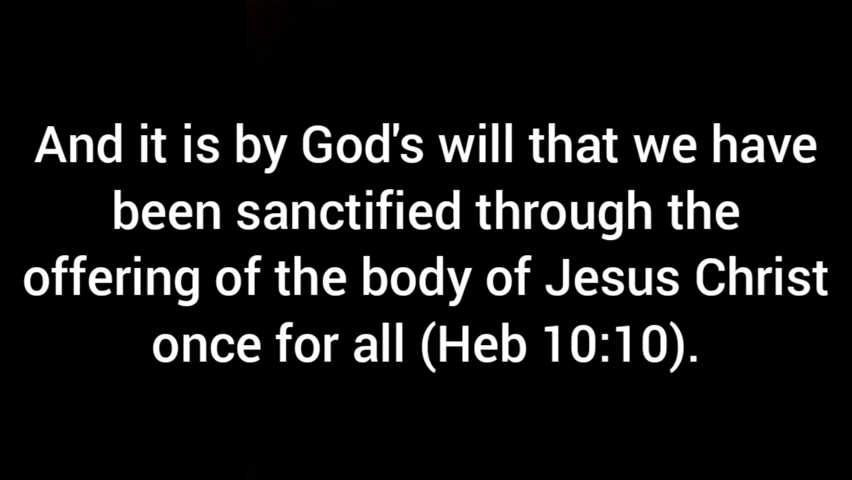 And it is by God's will that we have
been sanctified through the
offering of the body of Jesus Christ
once for all (Heb 10:10).